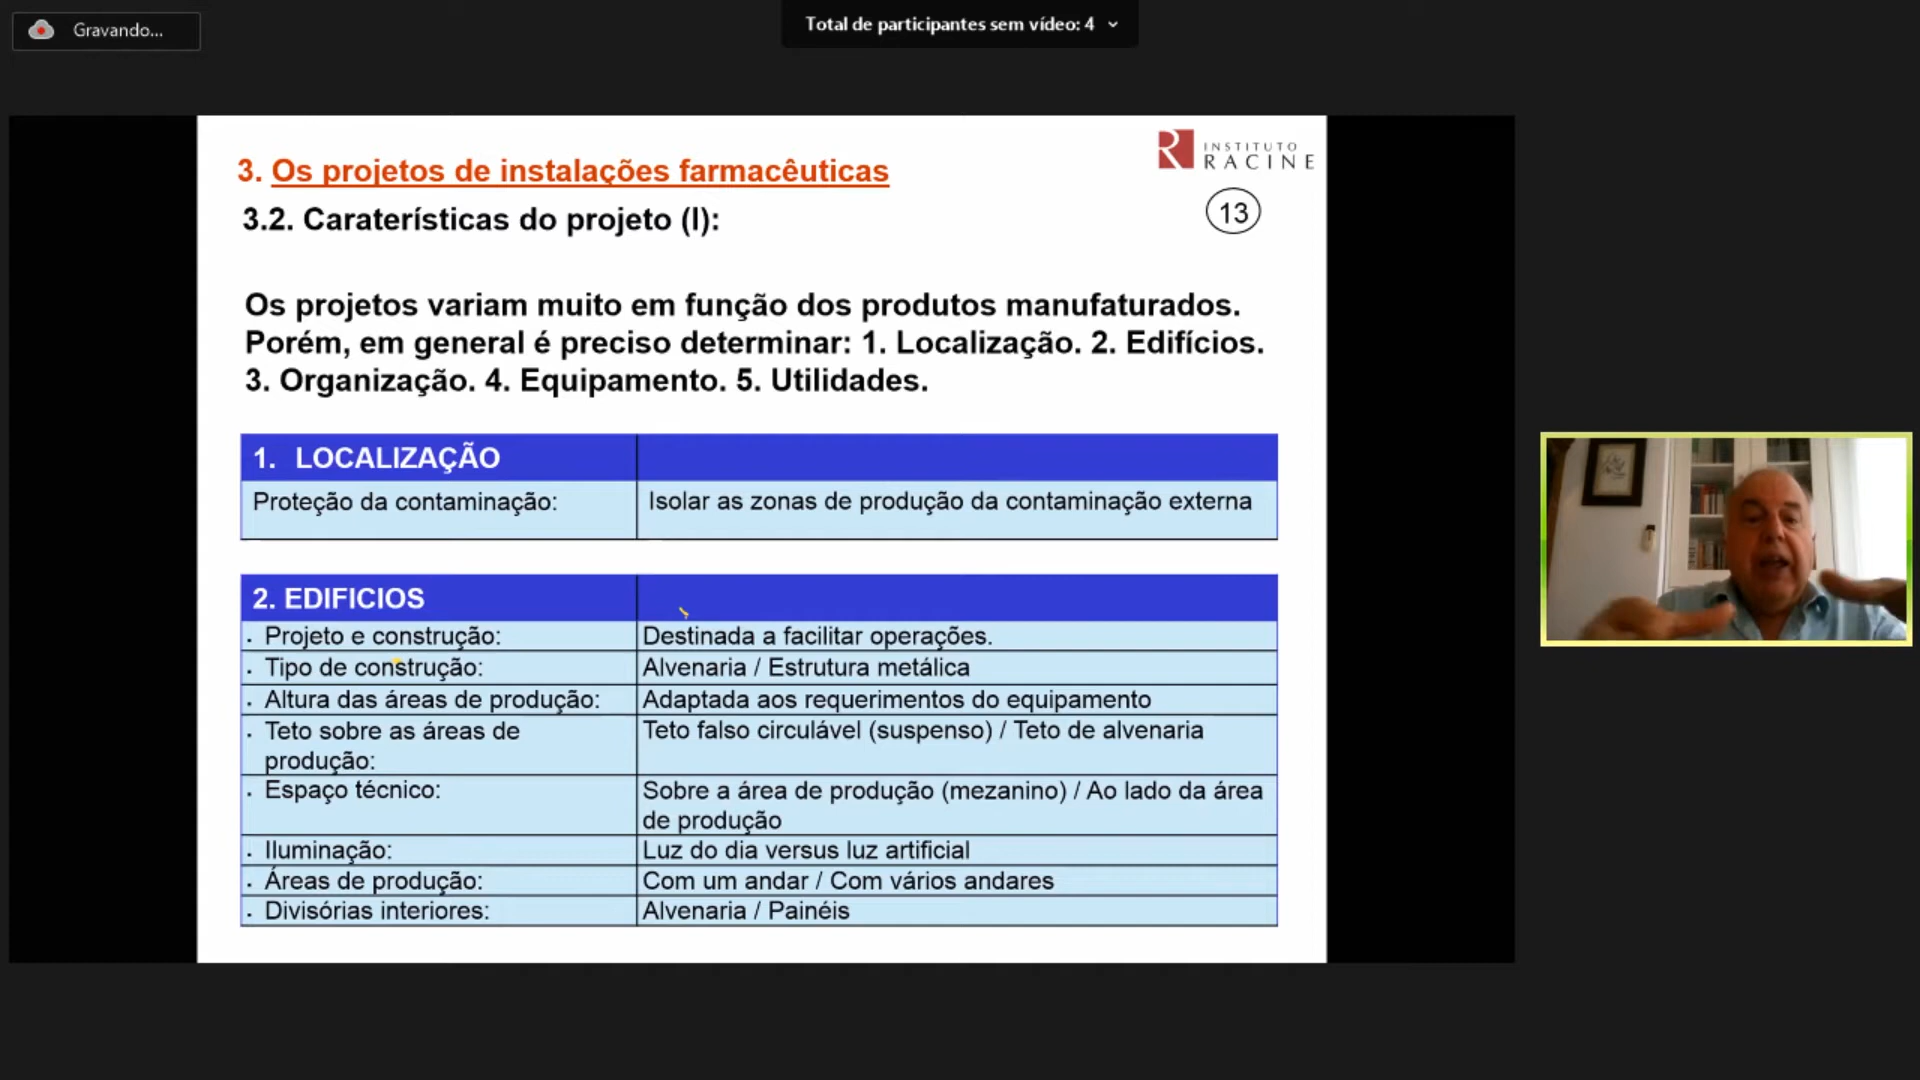 Gravando...
Total de participantes sem vídeo: 4
INSTITUTO
RACINE
3. Os projetos de instalações farmacêuticas
13
3.2. Caraterísticas do projeto (I):
Os projetos variam muito em função dos produtos manufaturados.
Porém, em general é preciso determinar: 1. Localização. 2. Edifícios.
3. Organização. 4. Equipamento. 5. Utilidades.
1. LOCALIZAÇÃO
Proteção da contaminação: Isolar as zonas de produção da contaminação externa
2. EDIFICIOS
· Projeto e construção: Destinada a facilitar operações.
· Tipo de construção: Alvenaria / Estrutura metálica
· Altura das áreas de produção: Adaptada aos requerimentos do equipamento
· Teto sobre as áreas de Teto falso circulável (suspenso) / Teto de alvenaria
produção:
· Espaço técnico: Sobre a área de produção (mezanino) / Ao lado da área
de produção
· Iluminação: Luz do dia versus luz artificial
· Áreas de produção: Com um andar / Com vários andares
· Divisórias interiores: Alvenaria / Painéis